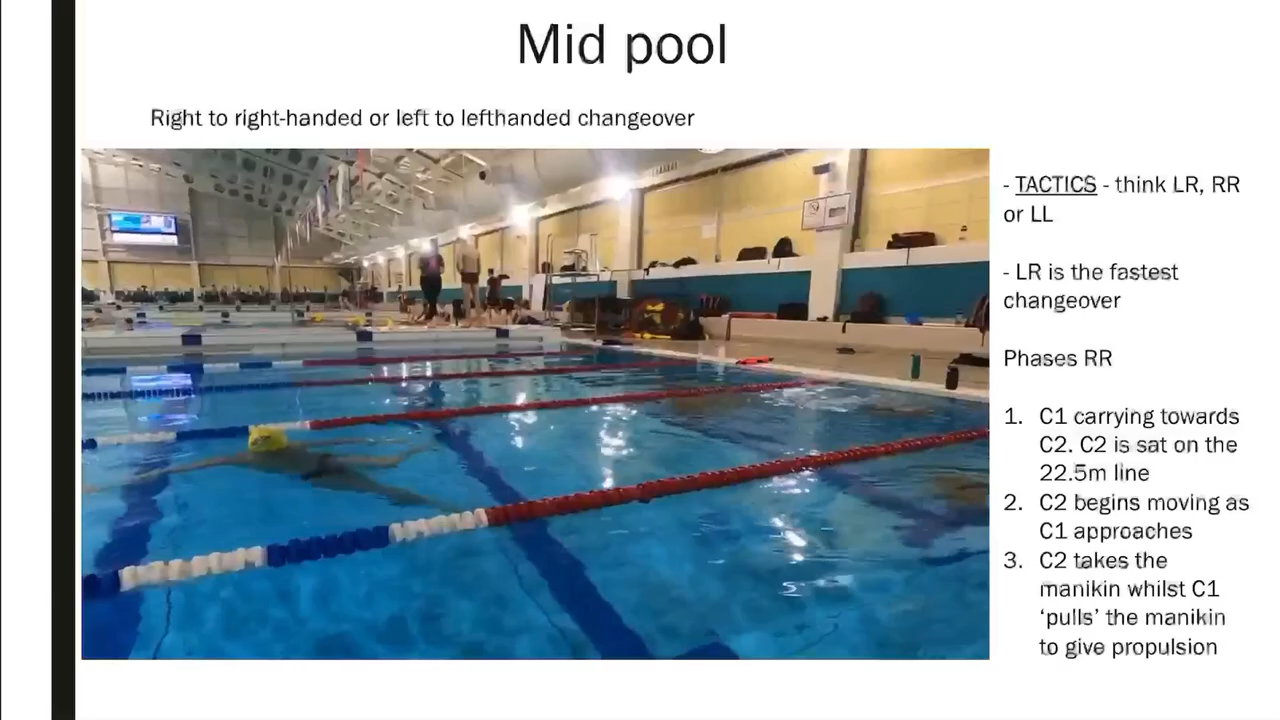 Mid pool
Right to right-handed or left to lefthanded changeover
- TACTICS - think LR, RR
or LL
- LR is the fastest
changeover
Phases RR
1. C1 carrying towards
C2. C2 is sat on the
22.5m line
2. C2 begins moving as
C1 approaches
3. C2 takes the
manikin whilst C1
‘pulls’ the manikin
to give propulsion